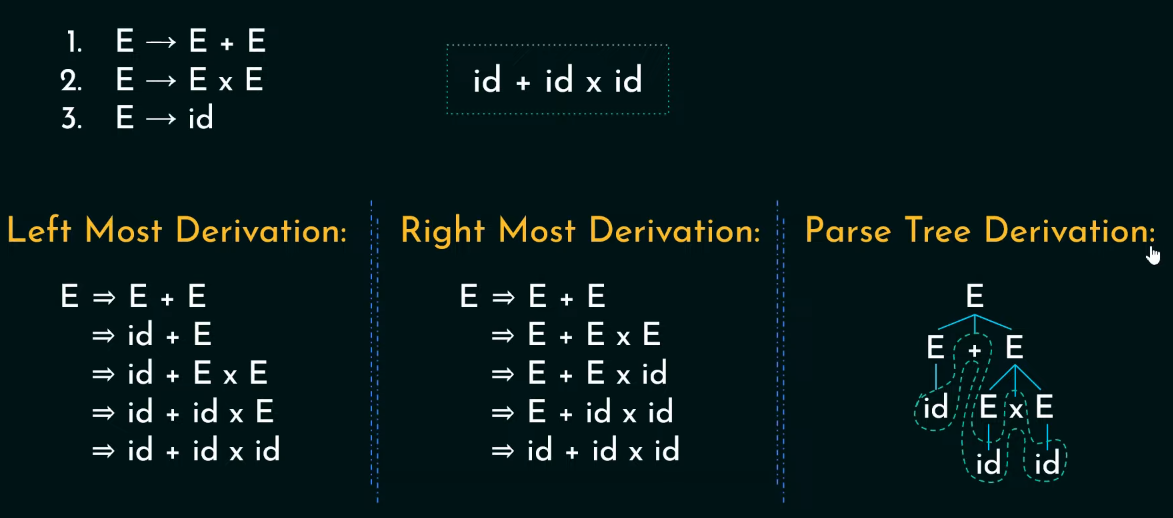 1. E → E + E
2. E → E x E
3. E → id
id + id x id
Left Most Derivation:
E ⇒ E + E
⇒ id + E
⇒ id + E x E
⇒ id + id x E
⇒ id + id x id
Right Most Derivation:
E ⇒ E + E
⇒ E + E x E
⇒ E + E x id
⇒ E + id x id
⇒ id + id x id
Parse Tree Derivation:
E
E + E
id E x E
id id